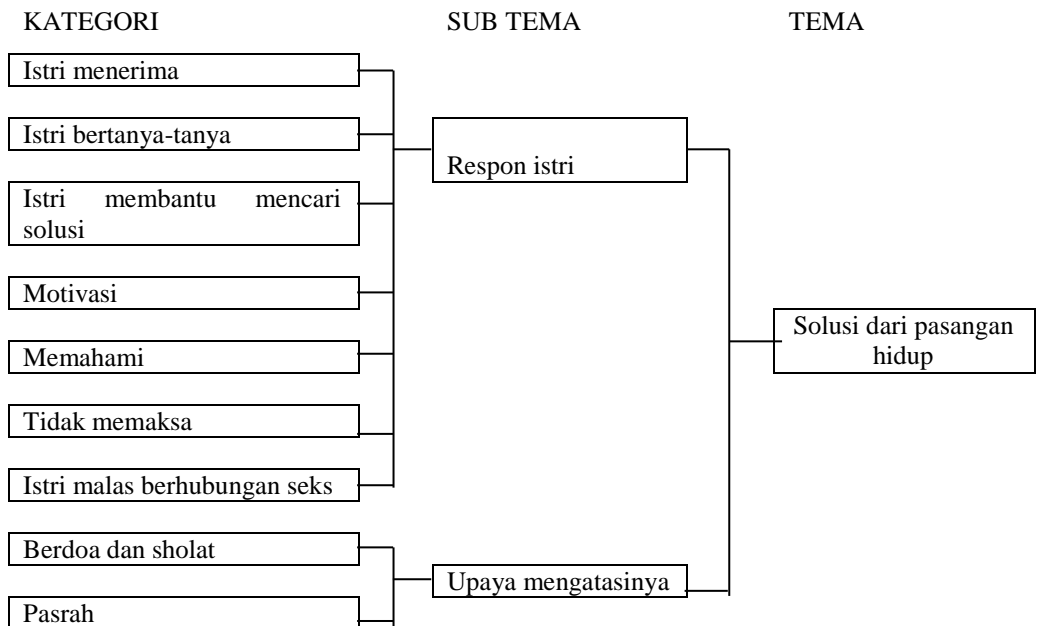 KATEGORI SUB TEMA TEMA
Istri menerima
Istri bertanya-tanya
Istri membantu mencari
solusi
Motivasi
Memahami
Tidak memaksa
Istri malas berhubungan seks
Berdoa dan sholat
Pasrah
Respon istri
Upaya mengatasinya
Solusi dari pasangan
hidup